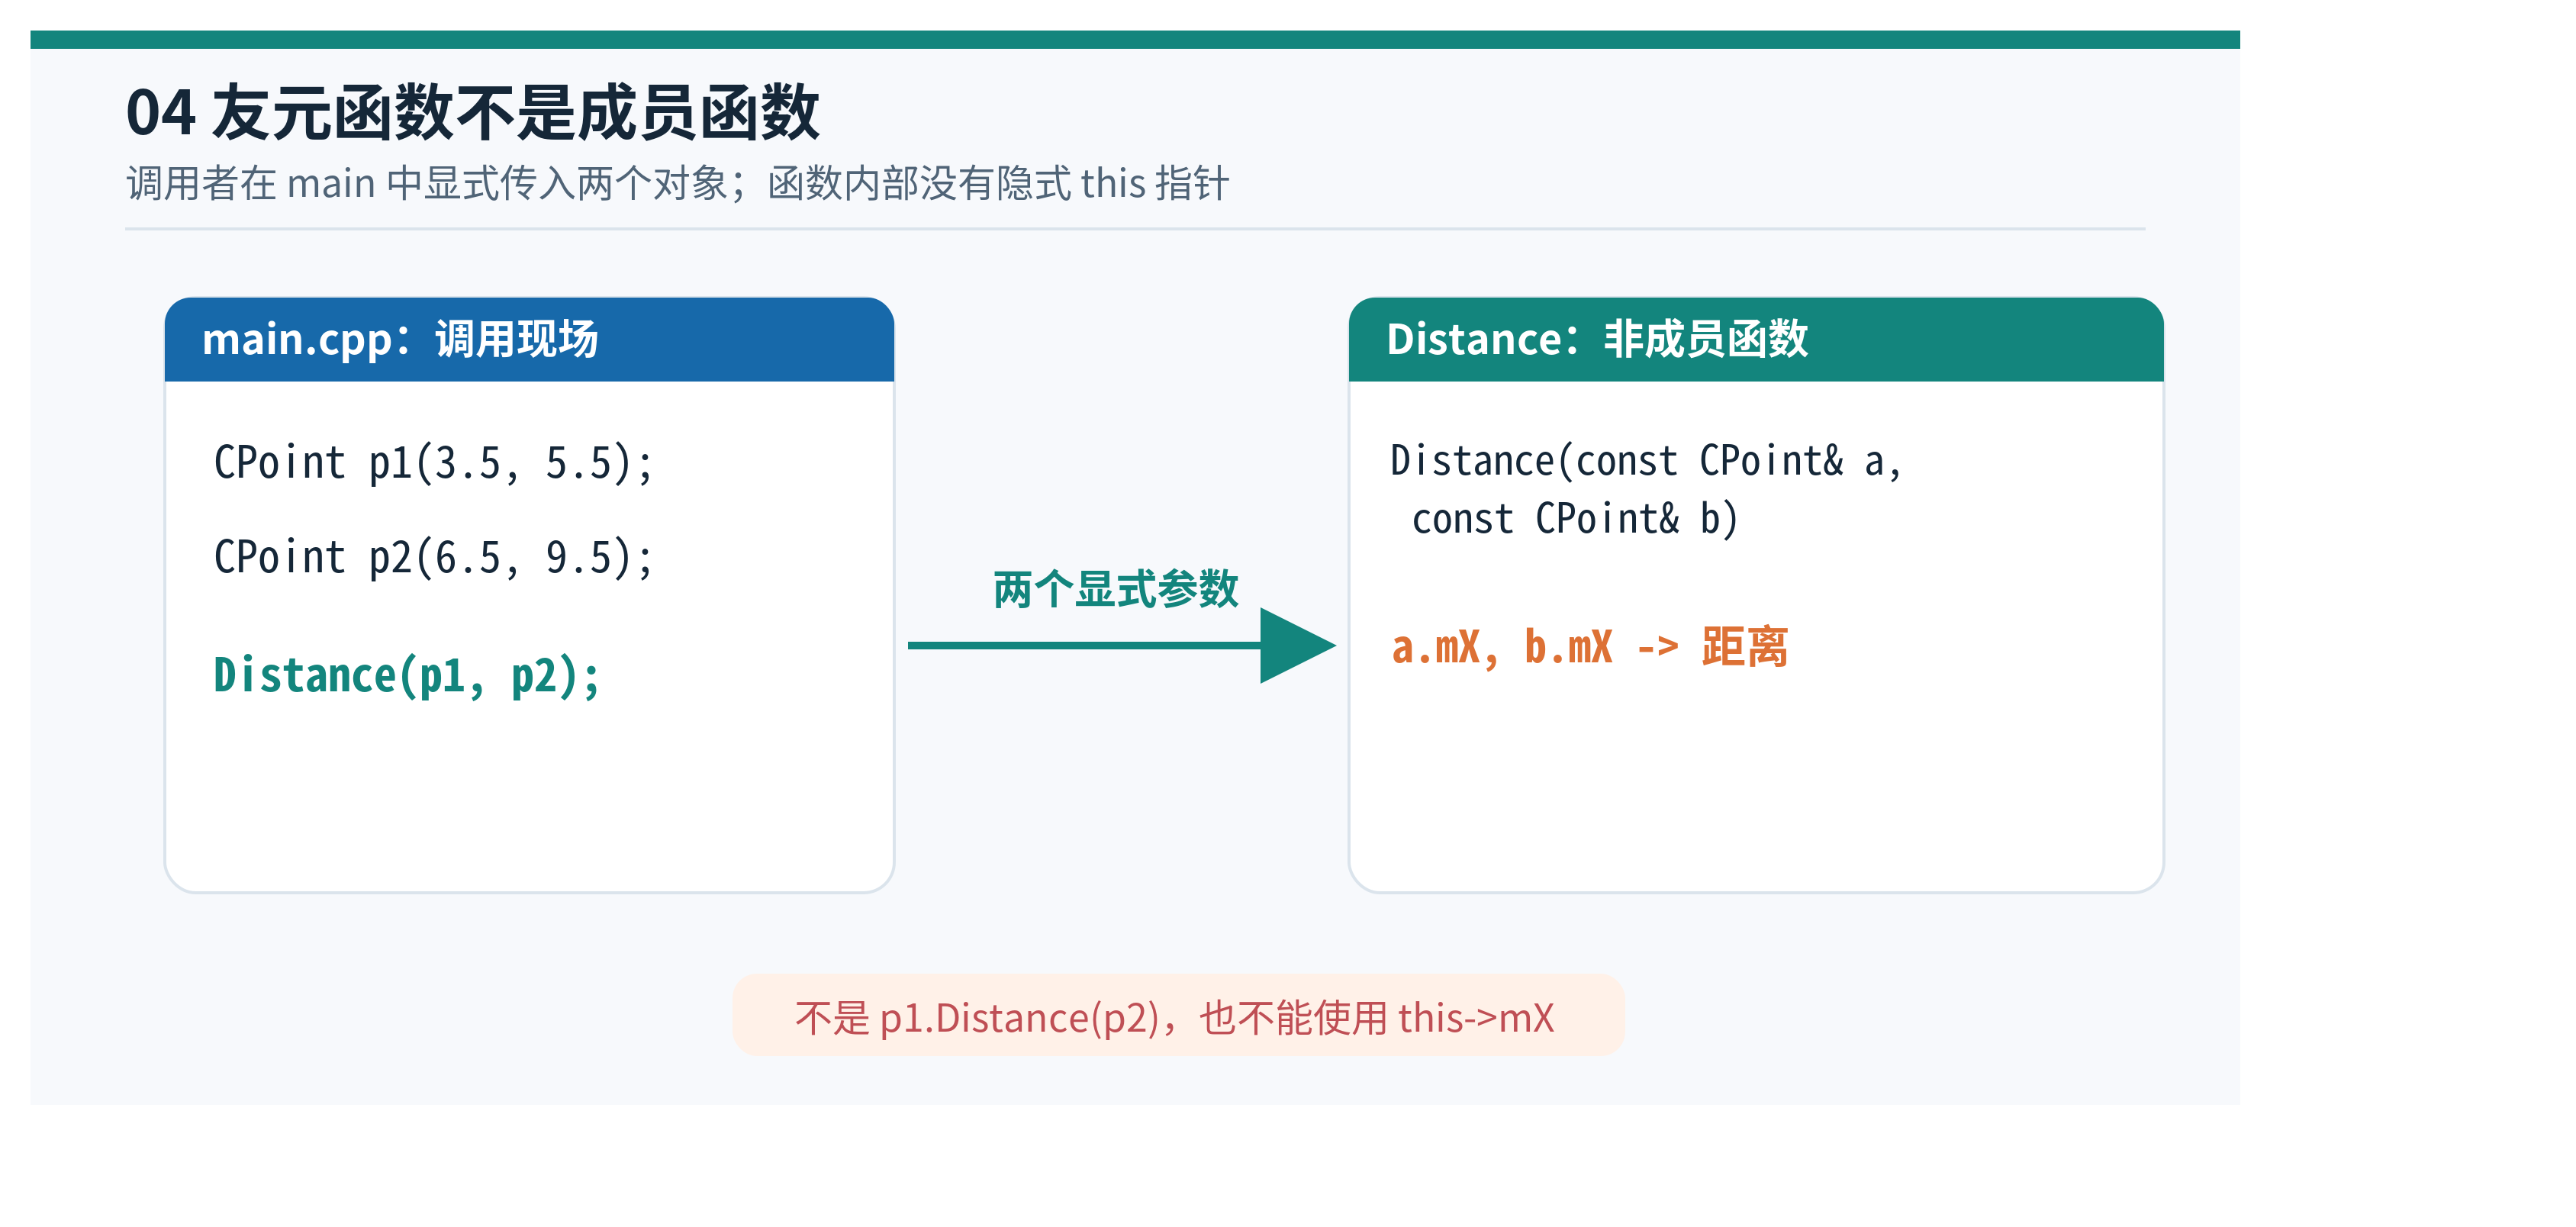 04 友元函数不是成员函数
调用者在 main 中显式传入两个对象；函数内部没有隐式 this 指针
main.cpp：调用现场
CPoint p1(3.5, 5.5);
CPoint p2(6.5, 9.5);
Distance(p1, p2);
两个显式参数
Distance：非成员函数
Distance(const CPoint& a,
const CPoint& b)
a.mX, b.mX -> 距离
不是 p1.Distance(p2)，也不能使用 this->mX